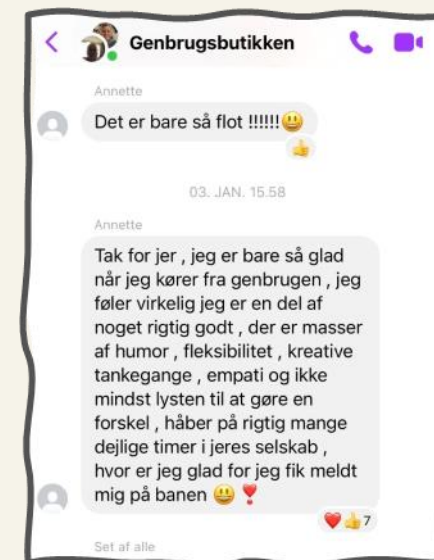 Genbrugsbutikken
Annette
Det er bare så flot !!!!!!😃
👍
03. JAN. 15.58
Annette
Tak for jer , jeg er bare så glad
når jeg kører fra genbrugen , jeg
føler virkelig jeg er en del af
noget rigtig godt , der er masser
af humor , fleksibilitet , kreative
tankegange , empati og ikke
mindst lysten til at gøre en
forskel , håber på rigtig mange
dejlige timer i jeres selskab ,
hvor er jeg glad for jeg fik meldt
mig på banen 😃❣️
❤️👍7
Set af alle